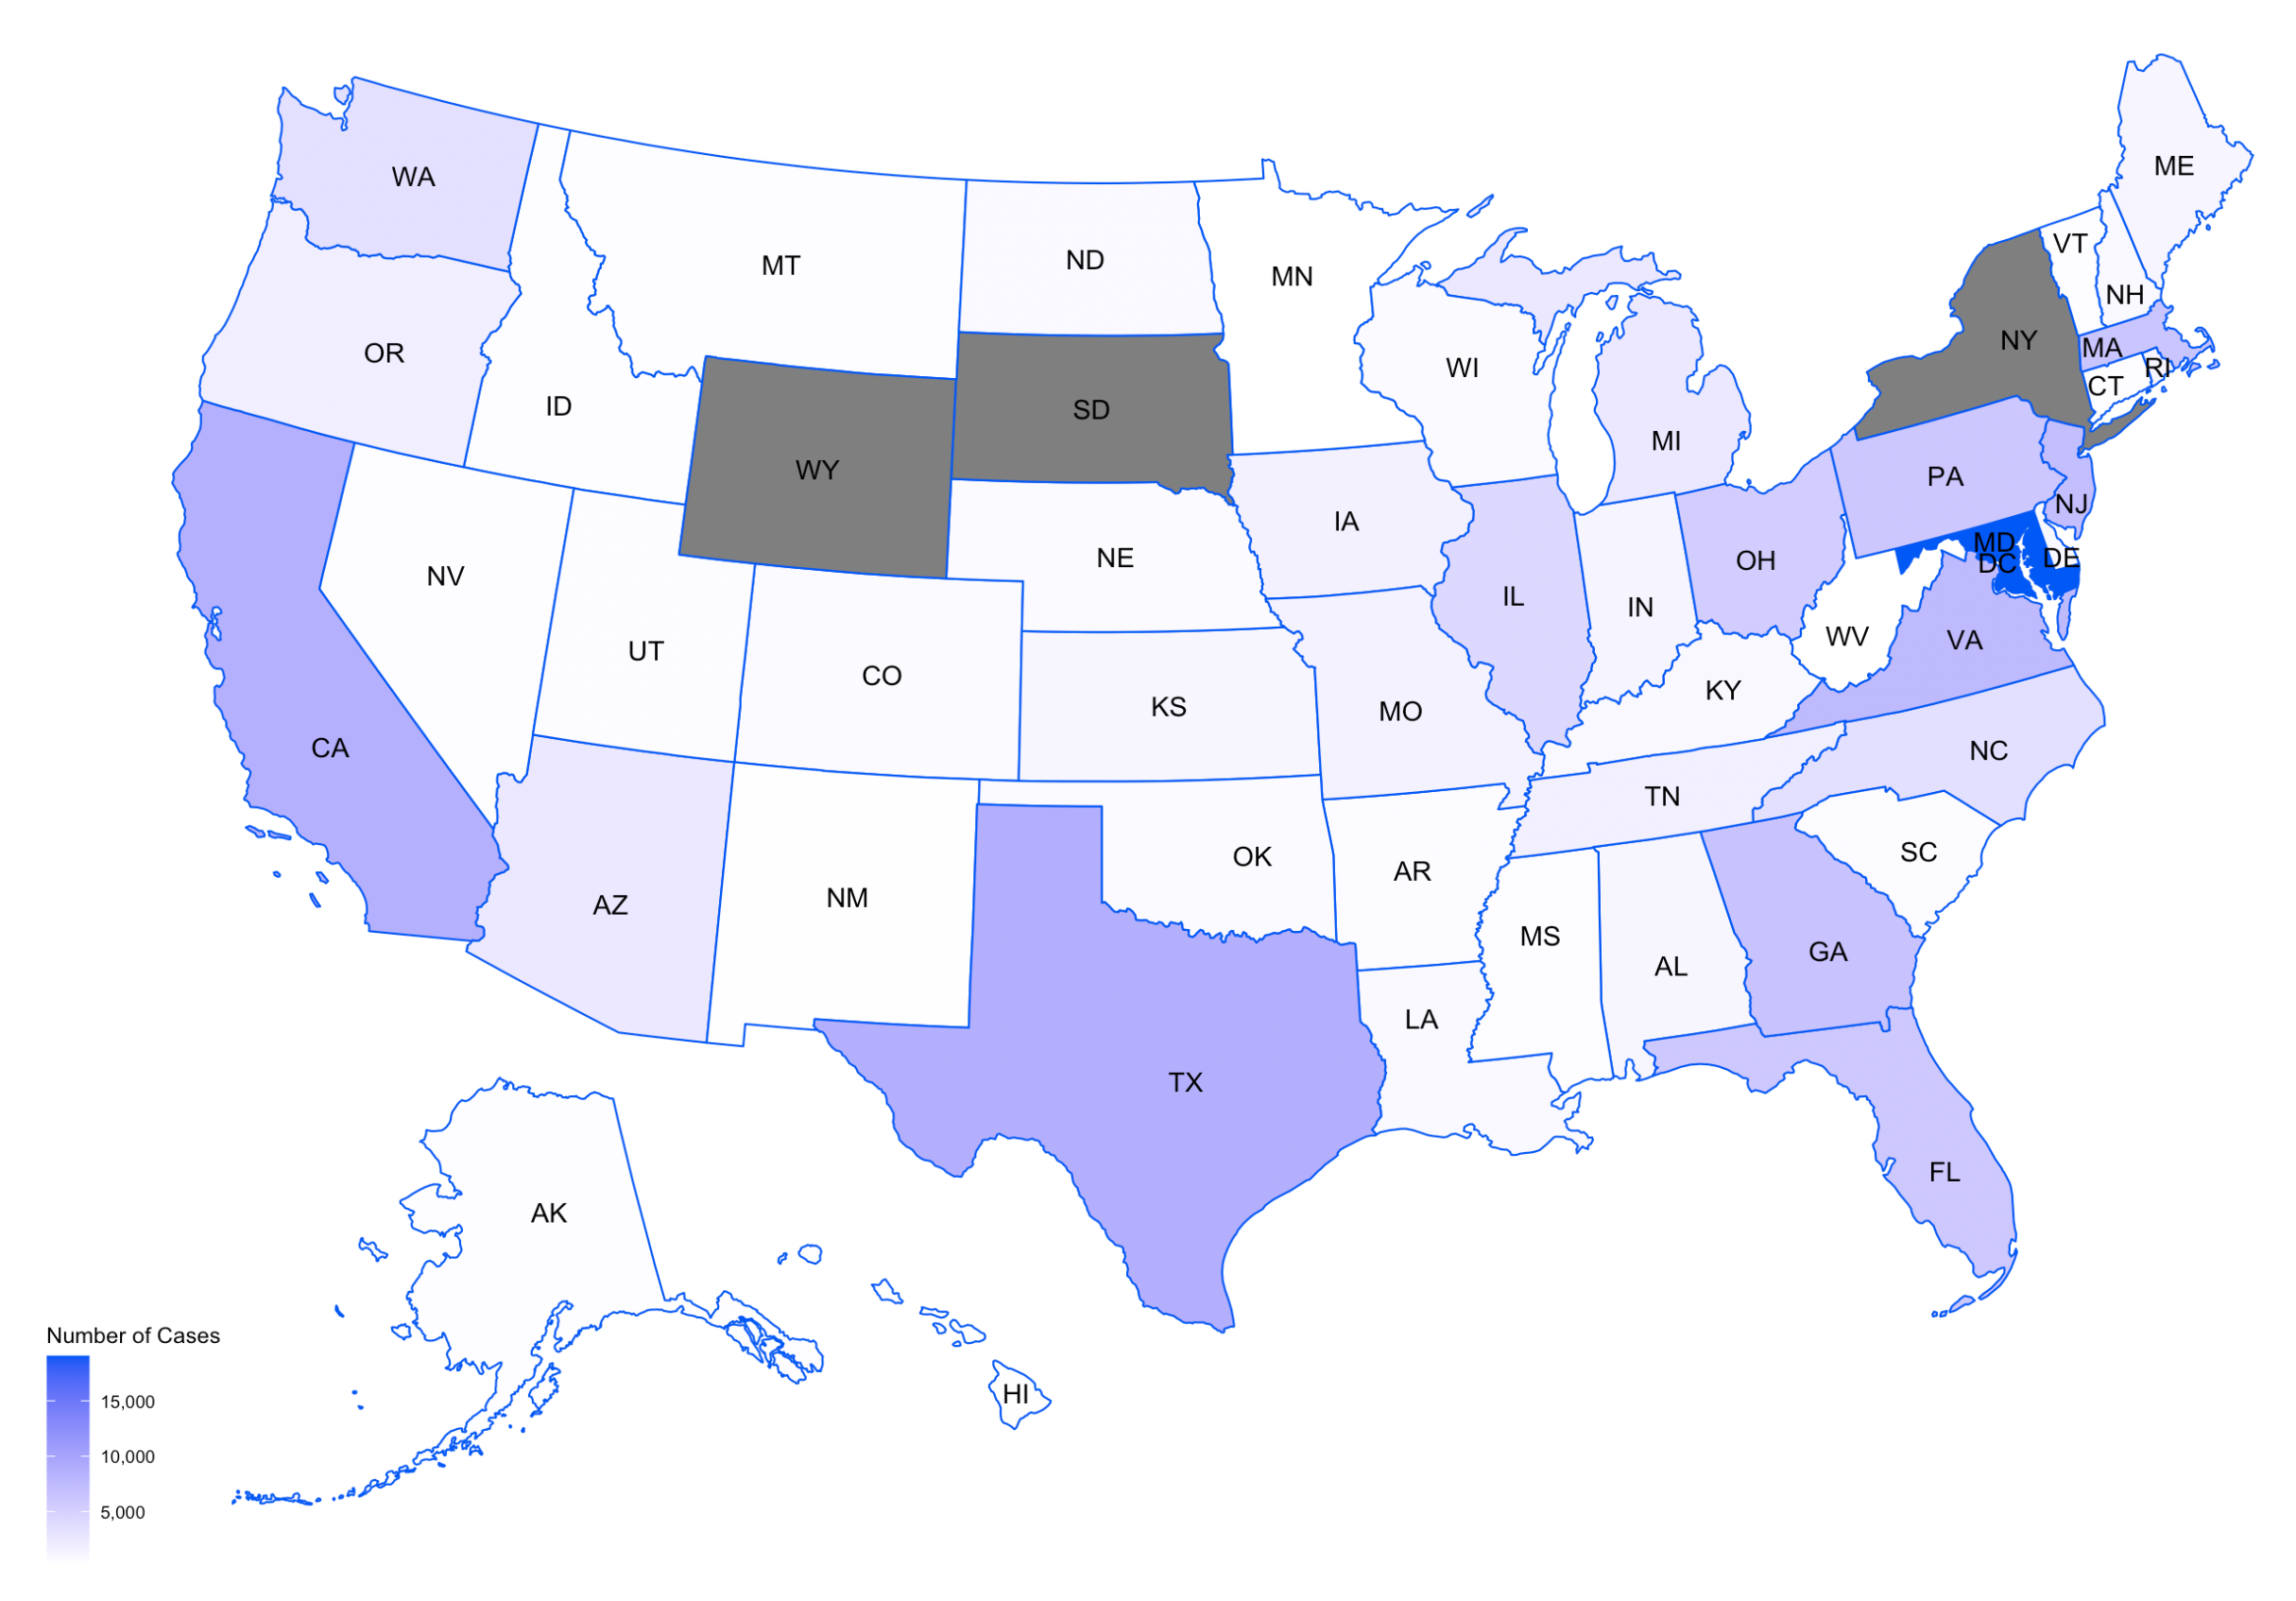 WA
ME
VT
MT
ND
MN
NH
NY
OR
MA
WI
RI
CT
ID
SD
MI
WY
PA
NJ
IA
MD
NE
DE
OH
DC
NV
IL
IN
WV
VA
UT
CO
KY
KS
MO
CA
NC
TN
SC
OK
AR
NM
AZ
MS
GA
AL
LA
TX
FL
AK
Number of Cases
HI
15,000
10,000
5,000